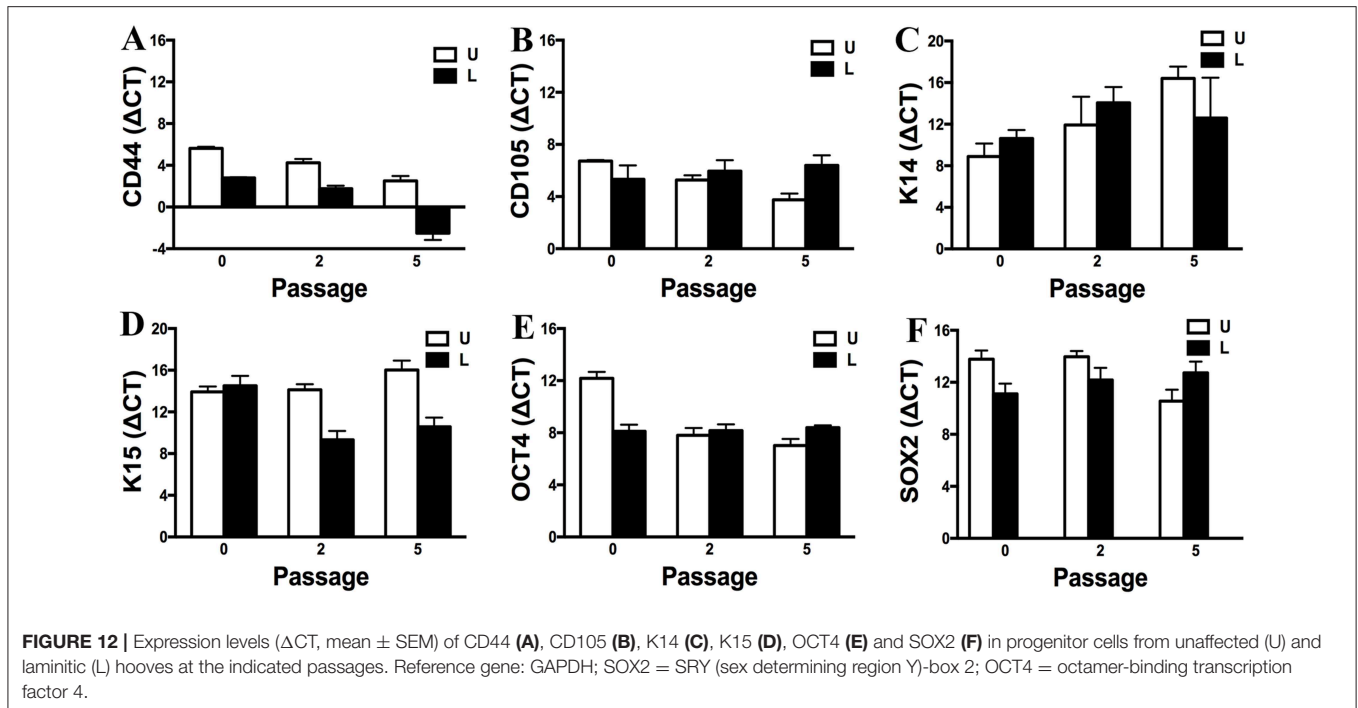 A
CD44 (ΔCT)
16
12
8
4
0
-4
U
L
0 2 5
Passage
B
CD105 (ΔCT)
16
12
8
4
0
U
L
0 2 5
Passage
C
K14 (ΔCT)
20
16
12
8
4
0
U
L
0 2 5
Passage
D
K15 (ΔCT)
20
16
12
8
4
0
U
L
0 2 5
Passage
E
OCT4 (ΔCT)
16
12
8
4
0
U
L
0 2 5
Passage
F
SOX2 (ΔCT)
16
12
8
4
0
U
L
0 2 5
Passage
FIGURE 12 | Expression levels (ΔCT, mean ± SEM) of CD44 (A), CD105 (B), K14 (C), K15 (D), OCT4 (E) and SOX2 (F) in progenitor cells from unaffected (U) and
laminitic (L) hooves at the indicated passages. Reference gene: GAPDH; SOX2 = SRY (sex determining region Y)-box 2; OCT4 = octamer-binding transcription
factor 4.